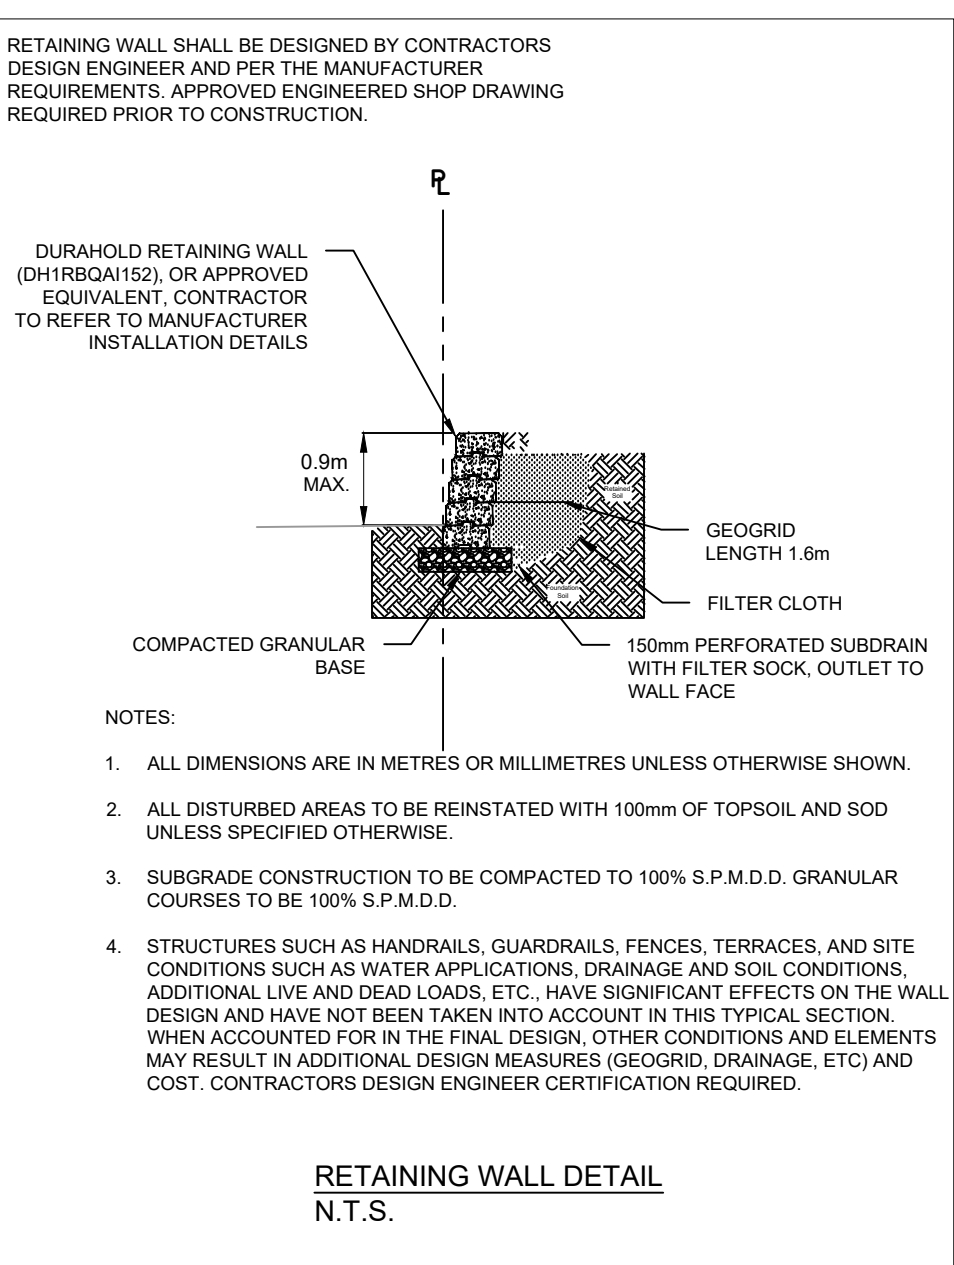 RETAINING WALL SHALL BE DESIGNED BY CONTRACTORS
DESIGN ENGINEER AND PER THE MANUFACTURER
REQUIREMENTS. APPROVED ENGINEERED SHOP DRAWING
REQUIRED PRIOR TO CONSTRUCTION.
PL
DURAHOLD RETAINING WALL
(DH1RBQAI152), OR APPROVED
EQUIVALENT, CONTRACTOR
TO REFER TO MANUFACTURER
INSTALLATION DETAILS
0.9m
MAX.
Retained
Soil
GEOGRID
LENGTH 1.6m
Foundation
Soil
FILTER CLOTH
COMPACTED GRANULAR
BASE
150mm PERFORATED SUBDRAIN
WITH FILTER SOCK, OUTLET TO
WALL FACE
NOTES:
1. ALL DIMENSIONS ARE IN METRES OR MILLIMETRES UNLESS OTHERWISE SHOWN.
2. ALL DISTURBED AREAS TO BE REINSTATED WITH 100mm OF TOPSOIL AND SOD
UNLESS SPECIFIED OTHERWISE.
3. SUBGRADE CONSTRUCTION TO BE COMPACTED TO 100% S.P.M.D.D. GRANULAR
COURSES TO BE 100% S.P.M.D.D.
4. STRUCTURES SUCH AS HANDRAILS, GUARDRAILS, FENCES, TERRACES, AND SITE
CONDITIONS SUCH AS WATER APPLICATIONS, DRAINAGE AND SOIL CONDITIONS,
ADDITIONAL LIVE AND DEAD LOADS, ETC., HAVE SIGNIFICANT EFFECTS ON THE WALL
DESIGN AND HAVE NOT BEEN TAKEN INTO ACCOUNT IN THIS TYPICAL SECTION.
WHEN ACCOUNTED FOR IN THE FINAL DESIGN, OTHER CONDITIONS AND ELEMENTS
MAY RESULT IN ADDITIONAL DESIGN MEASURES (GEOGRID, DRAINAGE, ETC) AND
COST. CONTRACTORS DESIGN ENGINEER CERTIFICATION REQUIRED.
RETAINING WALL DETAIL
N.T.S.